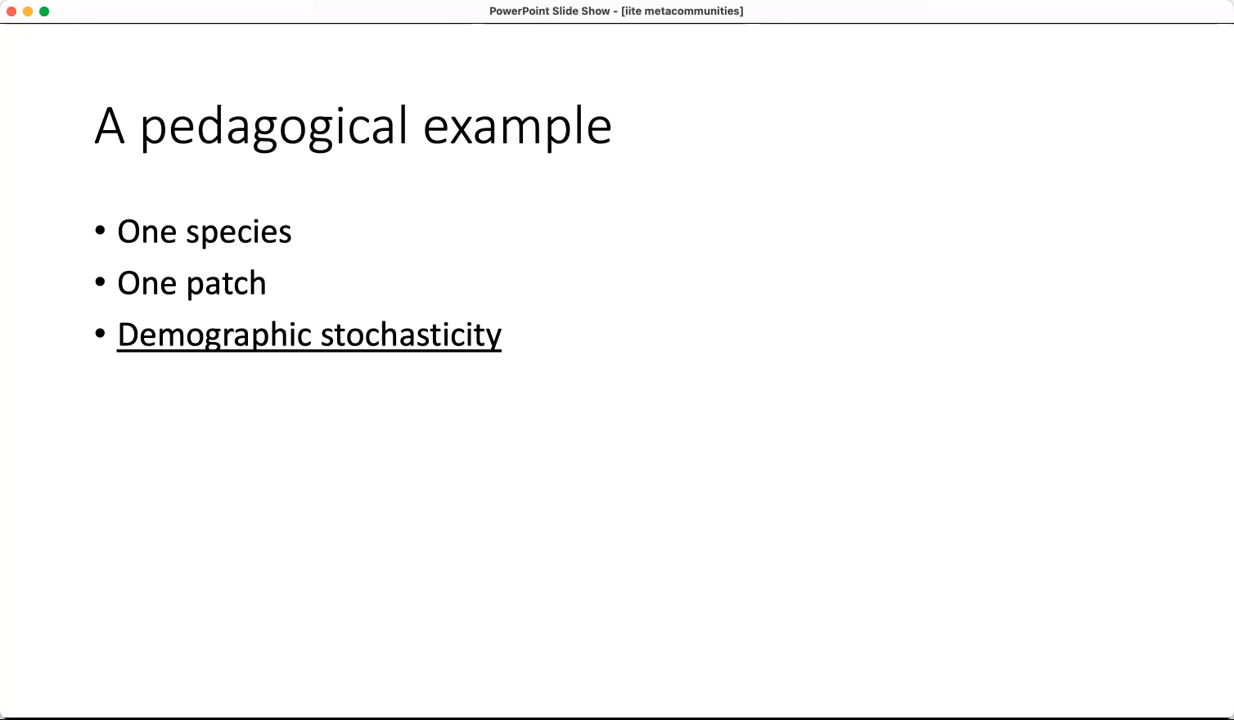 PowerPoint Slide Show - [iite metacommunities]
A pedagogical example
• One species
• One patch
• Demographic stochasticity